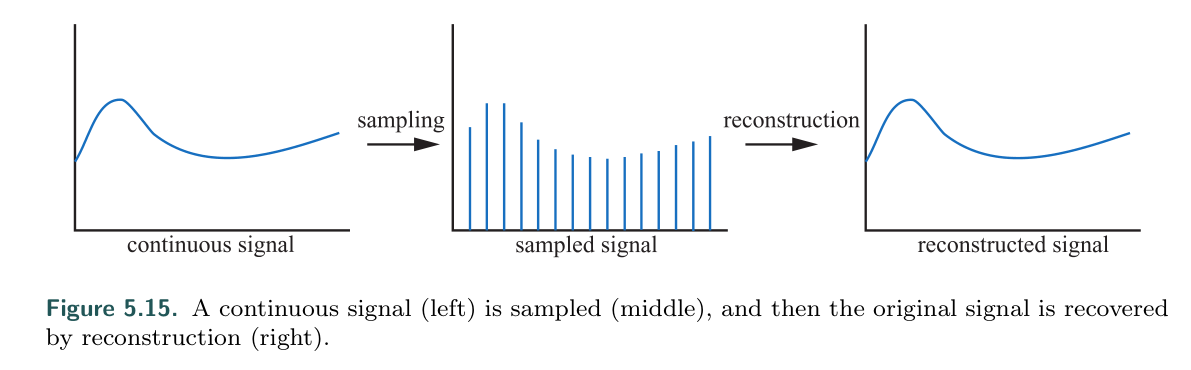 sampling
reconstruction
continuous signal
sampled signal
reconstructed signal
Figure 5.15. A continuous signal (left) is sampled (middle), and then the original signal is recovered
by reconstruction (right).